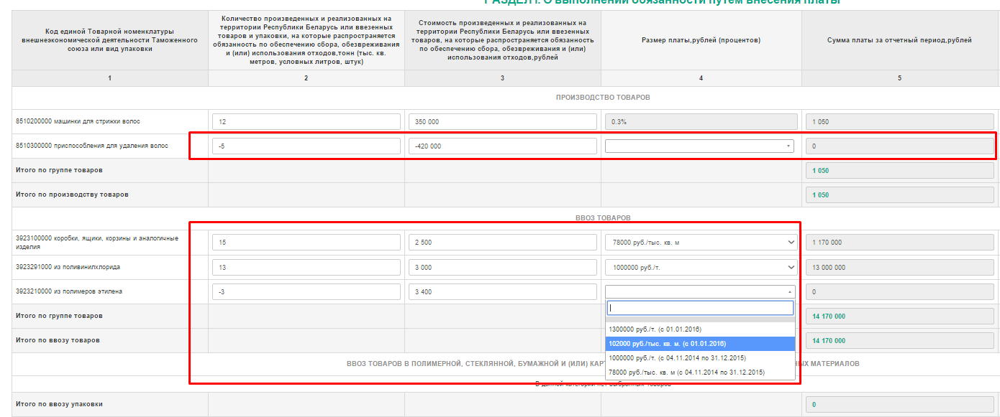 РАЗДЕЛ I. О выполнении обязанности путем внесения платы
Код единой Товарной номенклатуры
внешнеэкономической деятельности Таможенного
союза или вид упаковки
Количество произведенных и реализованных на
территории Республики Беларусь или ввезенных
товаров и упаковки, на которые распространяется
обязанность по обеспечению сбора, обезвреживания
и (или) использования отходов,тонн (тыс. кв.
метров, условных литров, штук)
Стоимость произведенных и реализованных на
территории Республики Беларусь или ввезенных
товаров, на которые распространяется обязанность
по обеспечению сбора, обезвреживания и (или)
использования отходов,рублей
Размер платы,рублей (процентов)
Сумма платы за отчетный период,рублей
1 2 3 4 5
ПРОИЗВОДСТВО ТОВАРОВ
8510200000 машинки для стрижки волос 12 350 000 0.3% 1 050
8510300000 приспособления для удаления волос -5 -420 000 0
Итого по группе товаров 1 050
Итого по производству товаров 1 050
ВВОЗ ТОВАРОВ
3923100000 коробки, ящики, корзины и аналогичные
изделия
15 2 500 78000 руб./тыс. кв. м 1 170 000
3923291000 из поливинилхлорида 13 3 000 1000000 руб./т. 13 000 000
3923210000 из полимеров этилена -3 3 400 0
Итого по группе товаров 14 170 000
1300000 руб./т. (с 01.01.2016)
Итого по ввозу товаров 14 170 000
102000 руб./тыс. кв. м. (с 01.01.2016)
1000000 руб./т. (с 04.11.2014 по 31.12.2015)
78000 руб./тыс. кв. м (с 04.11.2014 по 31.12.2015)
ВВОЗ ТОВАРОВ В ПОЛИМЕРНОЙ, СТЕКЛЯННОЙ, БУМАЖНОЙ И (ИЛИ) КАРТ НЫХ МАТЕРИАЛОВ
В данной категории нет выбранных товаров
Итого по ввозу упаковки 0